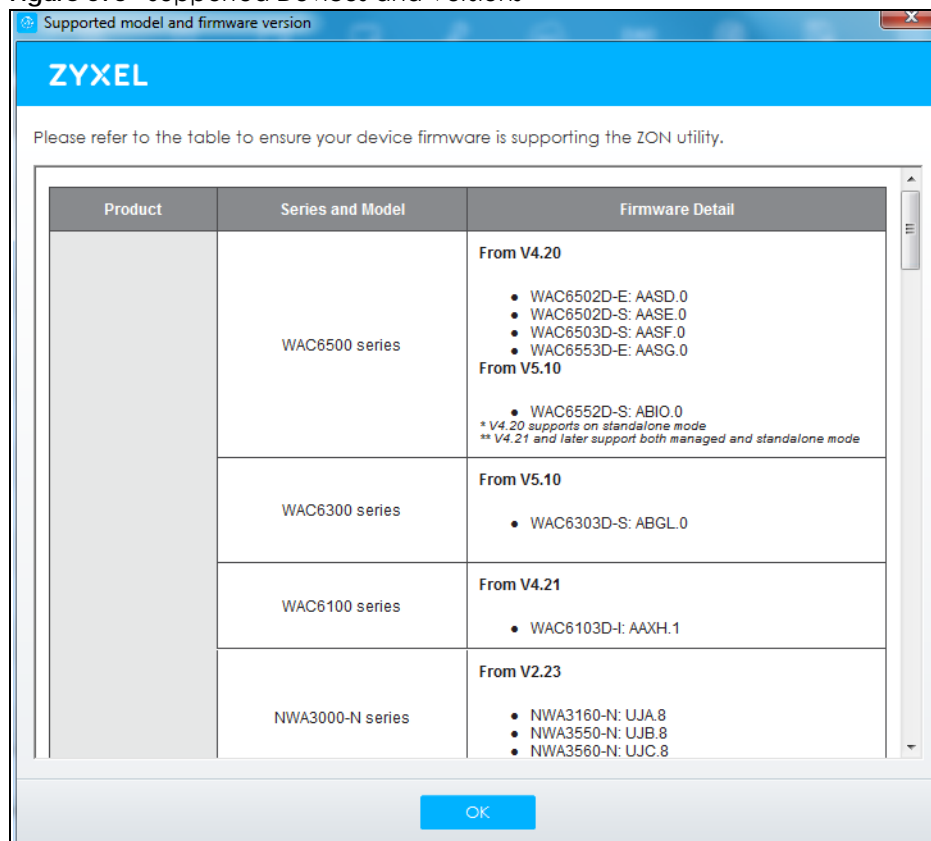 Supported Devices and Versions
Supported model and firmware version
ZYXEL
Please refer to the table to ensure your device firmware is supporting the ZON utility.
Product
Series and Model
Firmware Detail
WAC6500 series
From V4.20
● WAC6502D-E: AASD.0
● WAC6502D-S: AASE.0
● WAC6503D-S: AASF.0
● WAC6553D-E: AASG.0
From V5.10
● WAC6552D-S: ABIO.0
* V4.20 supports on standalone mode
** V4.21 and later support both managed and standalone mode
WAC6300 series
From V5.10
● WAC6303D-S: ABGL.0
WAC6100 series
From V4.21
● WAC6103D-I: AAXH.1
NWA3000-N series
From V2.23
● NWA3160-N: UJA.8
● NWA3550-N: UJB.8
● NWA3560-N: UJC.8
OK